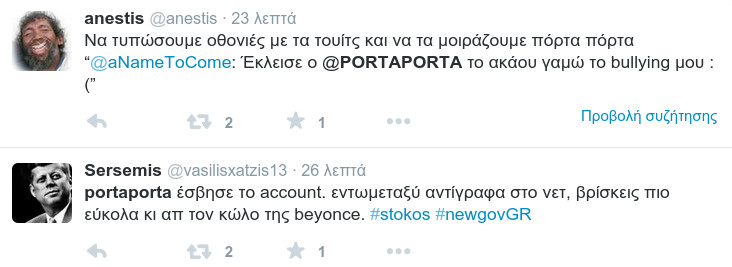 anestis @anestis · 23 λεπτά
Να τυπώσουμε οθονιές με τα τουίτς και να τα μοιράζουμε πόρτα πόρτα
“@aNameToCome: Έκλεισε ο @PORTAPORTA το ακάου γαμώ το bullying μου :
(”
2 1 Προβολή συζήτησης
Sersemis @vasilisxatzis13 · 26 λεπτά
portaporta έσβησε το account. εντωμεταξύ αντίγραφα στο νετ, βρίσκεις πιο
εύκολα κι απ τον κώλο της beyonce. #stokos #newgovGR
2 1